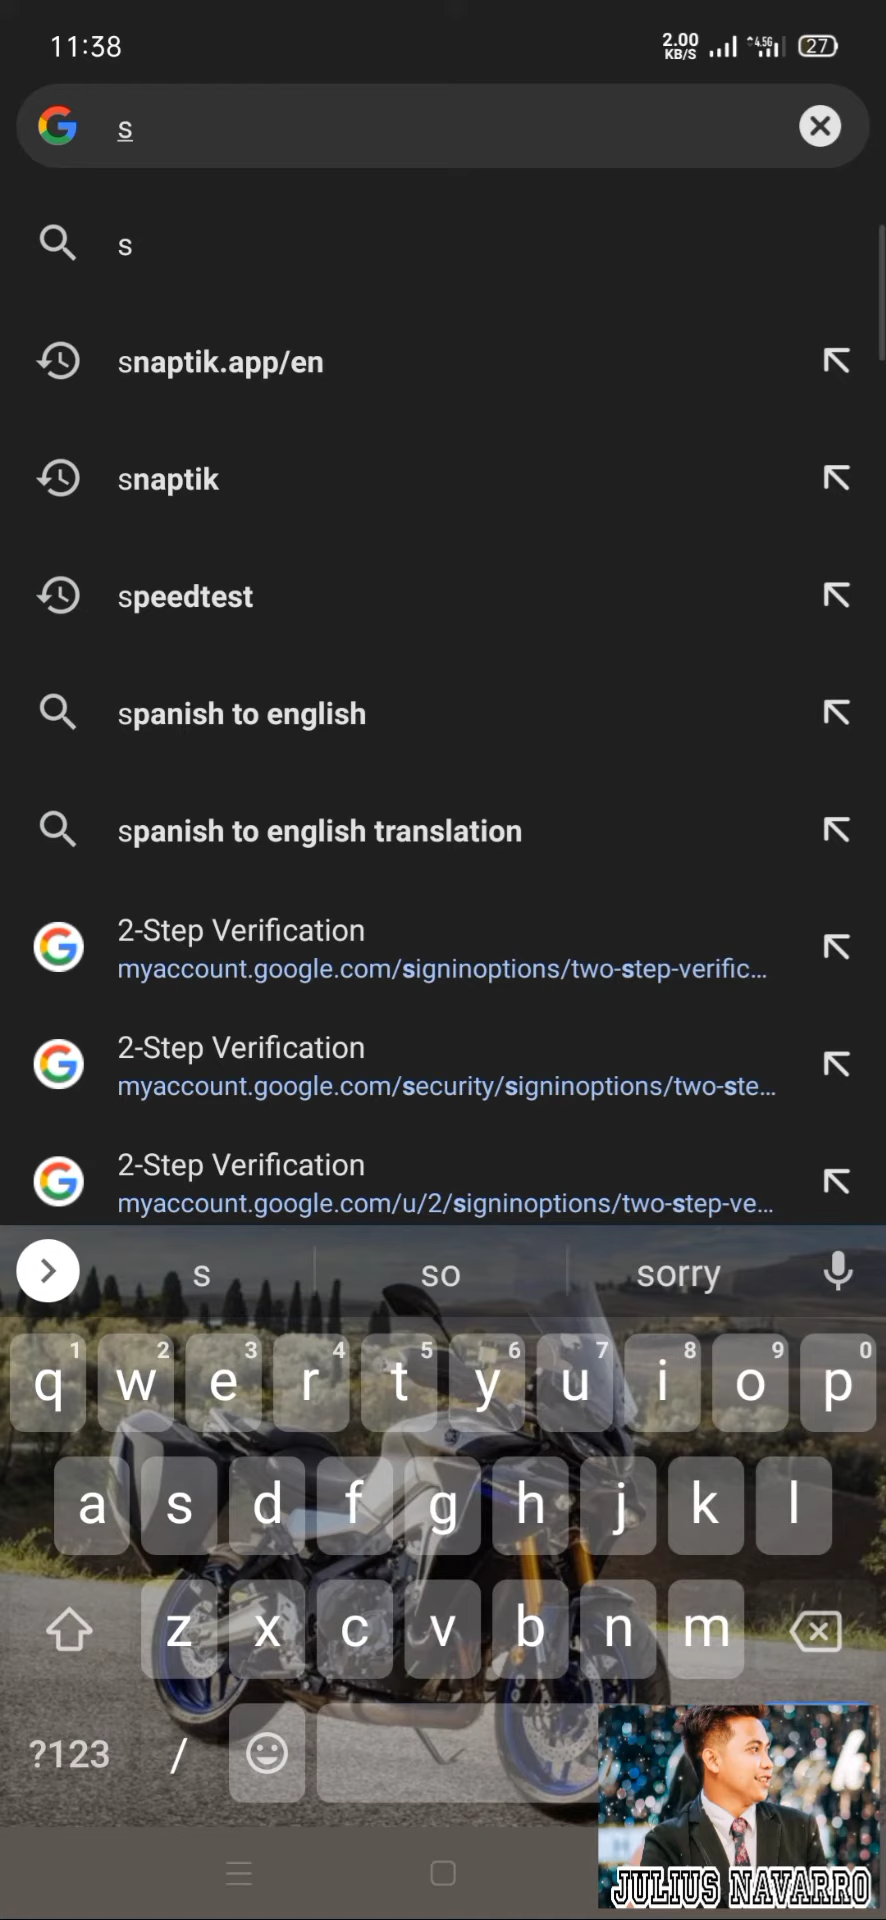 11:38
2.00
KB/S
4.5G
27
s
s
snaptik.app/en
snaptik
speedtest
spanish to english
spanish to english translation
2-Step Verification
myaccount.google.com/signinoptions/two-step-verific...
2-Step Verification
myaccount.google.com/security/signinoptions/two-ste...
2-Step Verification
myaccount.google.com/u/2/signinoptions/two-step-ve...
s so sorry
1 2 3 4 5 6 7 8 9 0
q w e r t y u i o p
a s d f g h j k l
z x c v b n m
?123 /
JULIUS NAVARRO